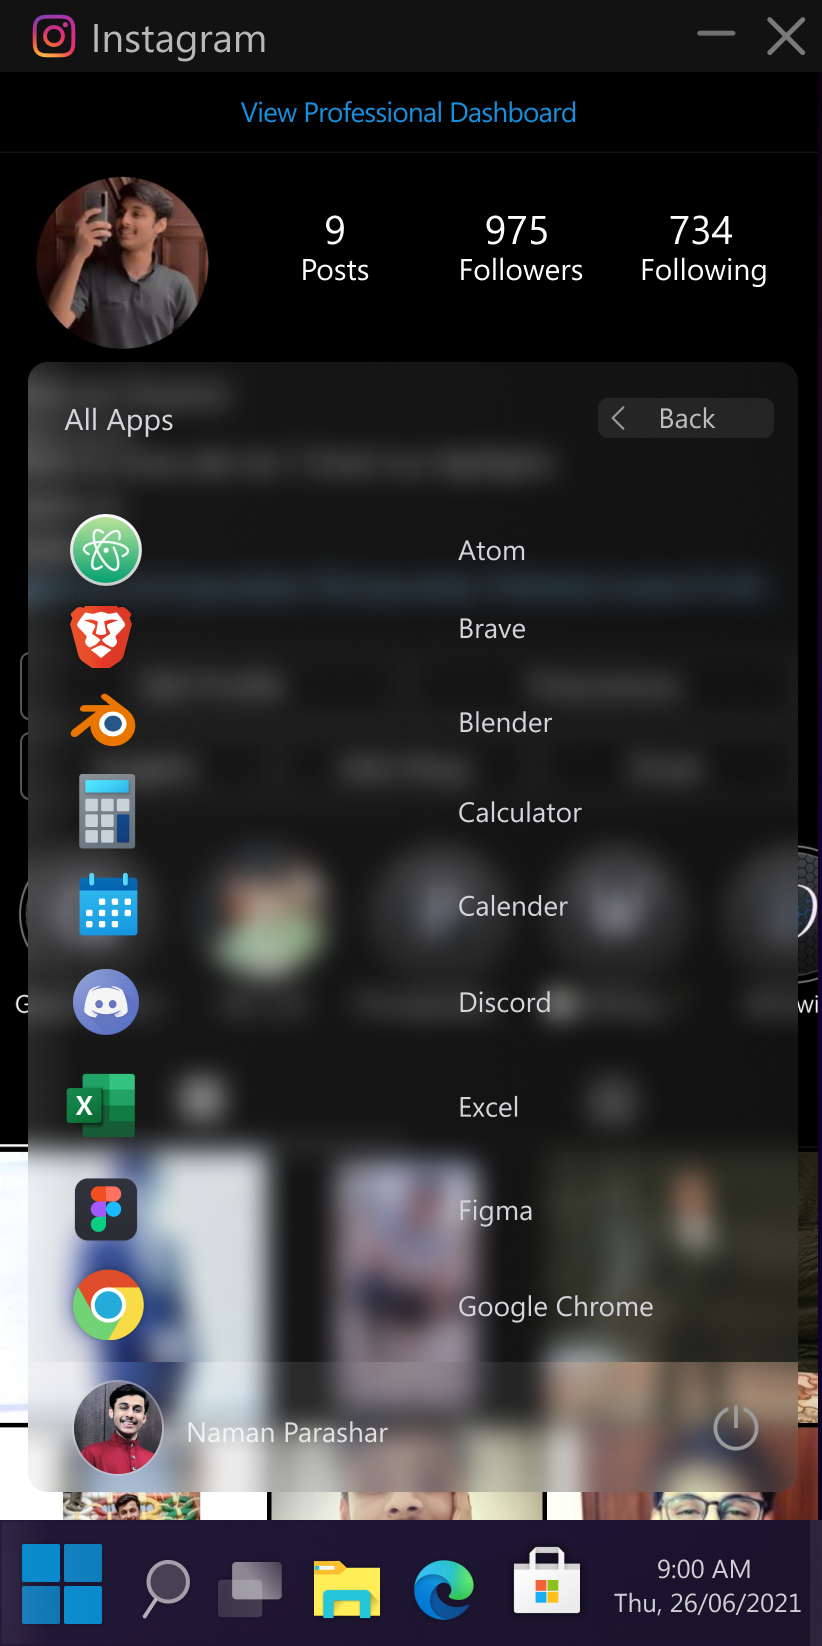 Instagram
View Professional Dashboard
9 975 734
Posts Followers Following
All Apps
Back
Atom
Brave
Blender
Calculator
Calender
Discord
X
Excel
Figma
Google Chrome
Naman Parashar
9:00 AM
Thu, 26/06/2021